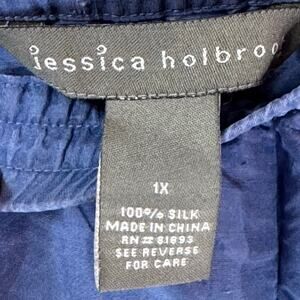 jessica holbroo
1X
100% SILK
MADE IN CHINA
RN # 81893
SEE REVERSE
FOR CARE